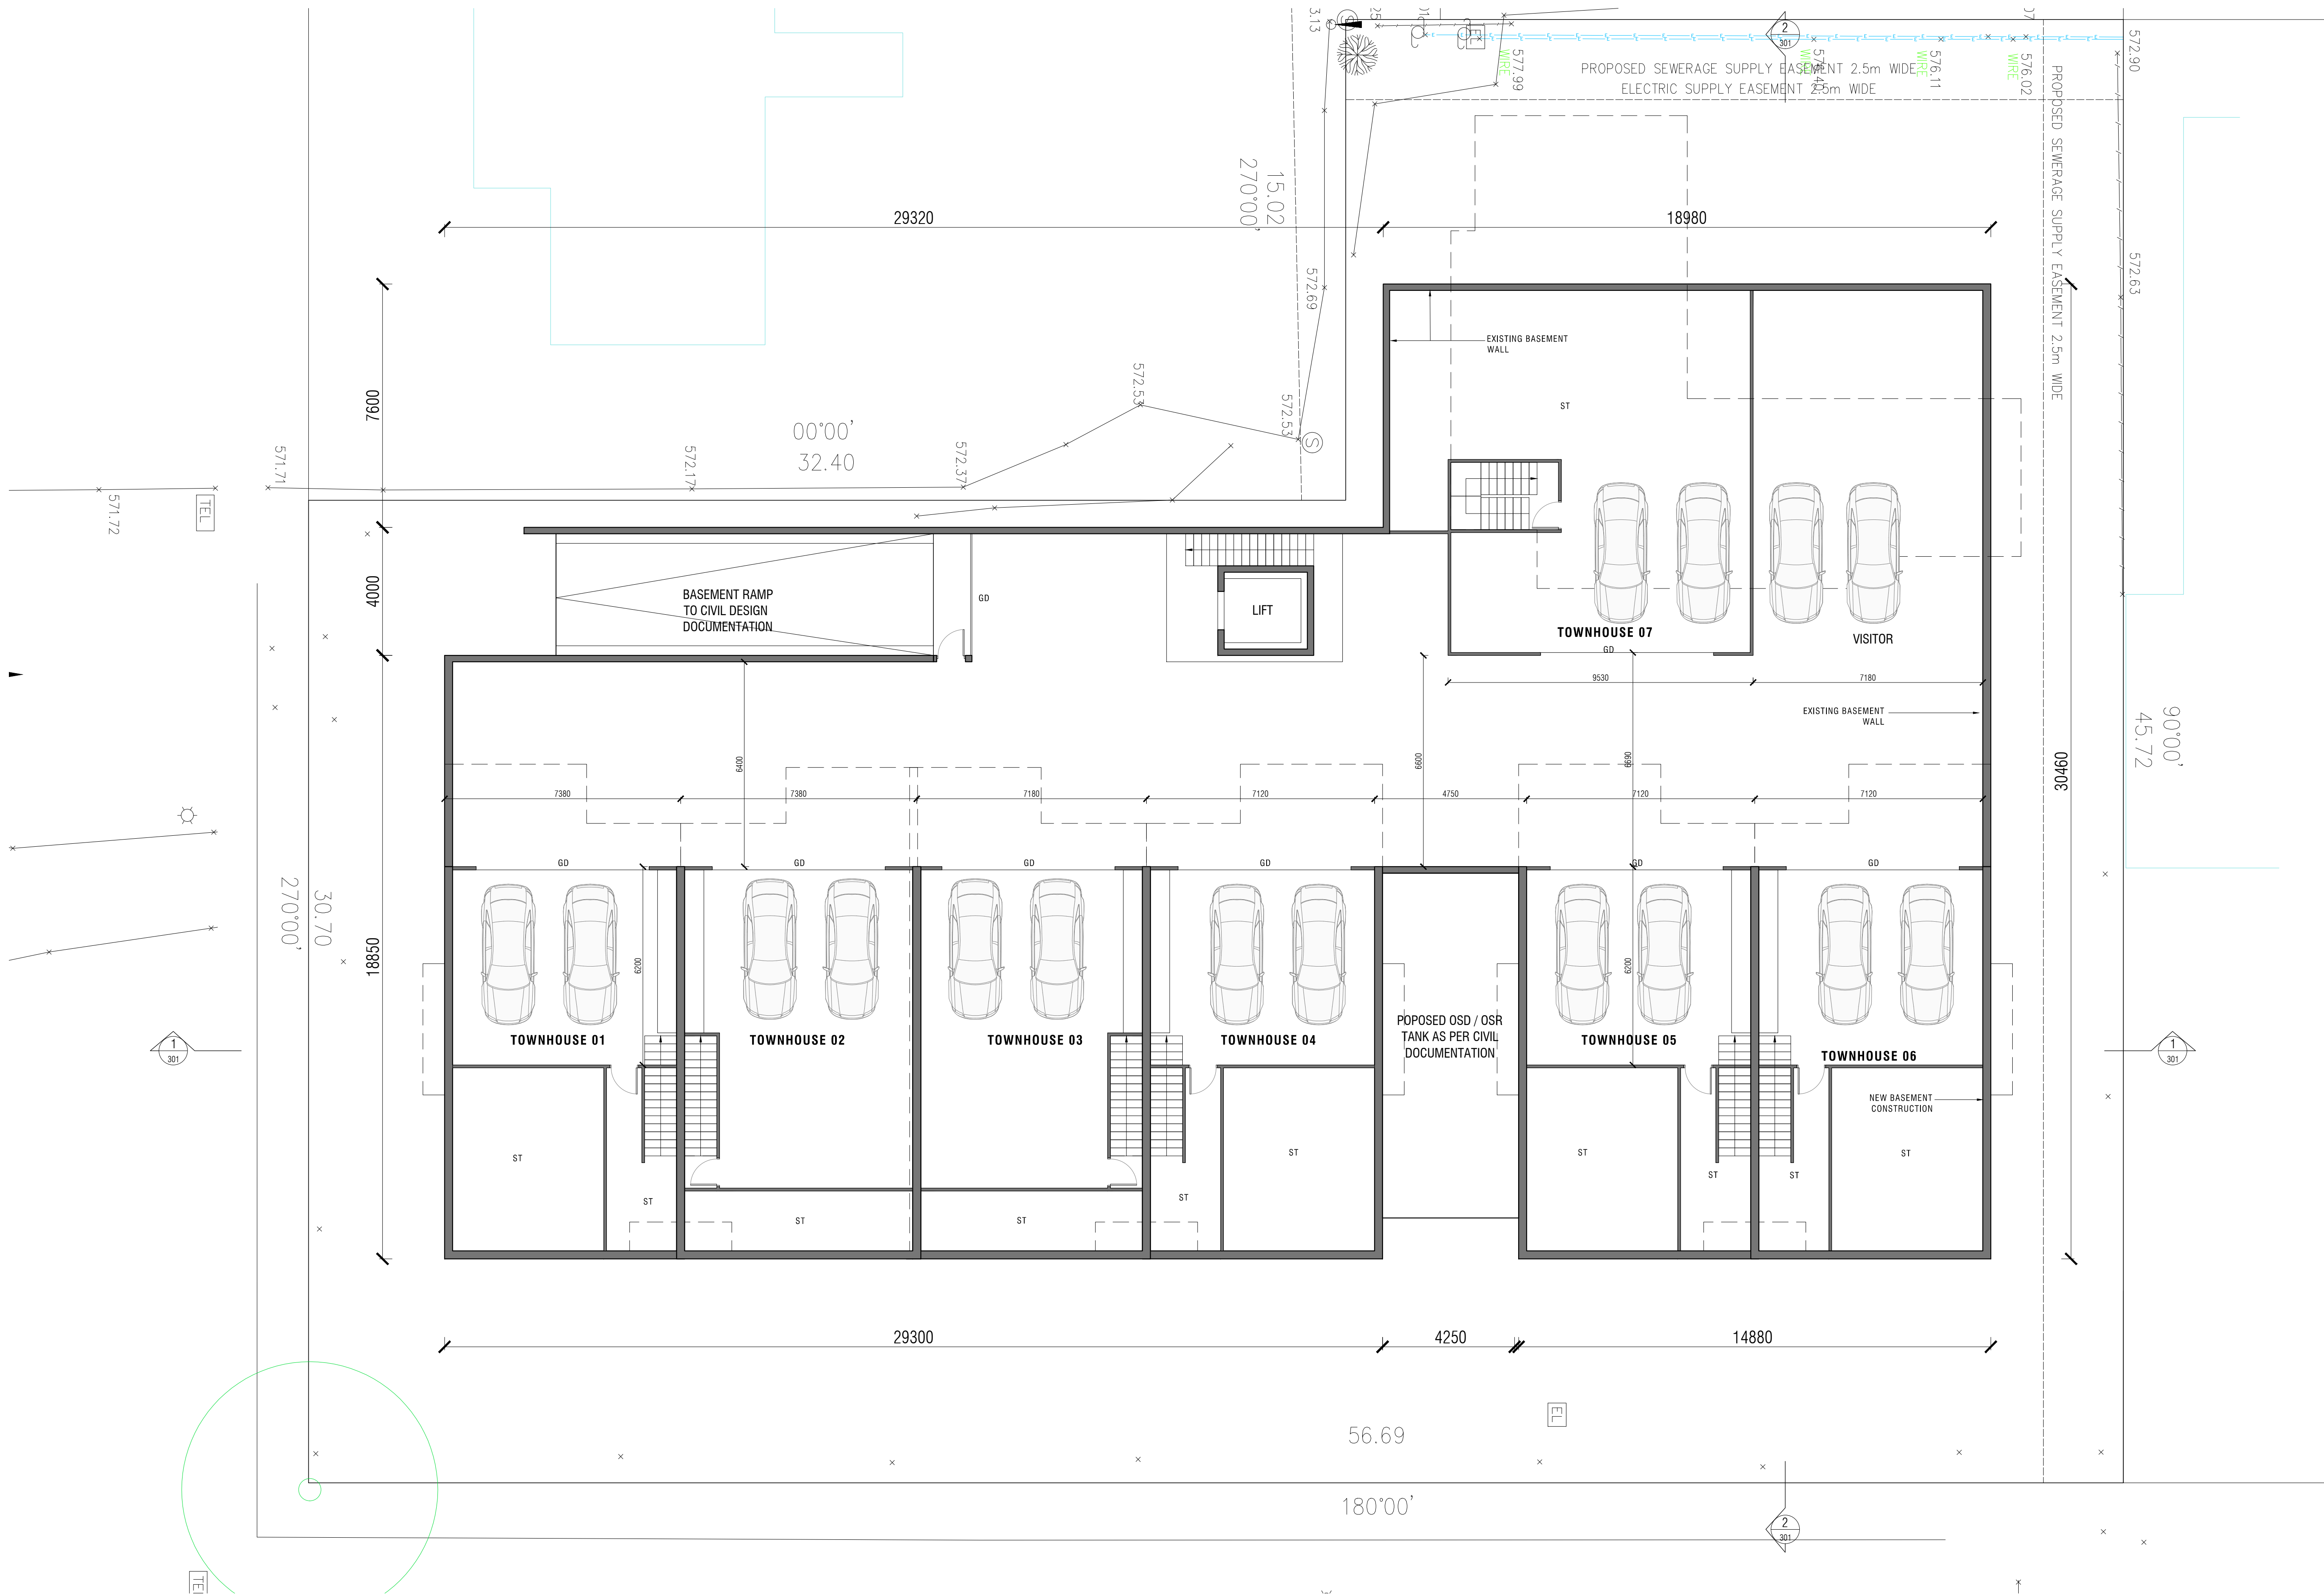 2
301
572.90
577.99
WIRE
WIRE
WIRE
WIRE
576.11
576.02
EL
PROPOSED SEWERAGE SUPPLY EASEMENT 2.5m WIDE
ELECTRIC SUPPLY EASEMENT 2.5m WIDE
PROPOSED SEWERAGE SUPPLY EASEMENT 2.5m WIDE
15.02
270°00'
29320
18980
572.69
572.63
EXISTING BASEMENT
WALL
7600
572.53
572.53
S
ST
00°00'
32.40
571.71
572.17
572.37
571.72
TEL
4000
BASEMENT RAMP
TO CIVIL DESIGN
DOCUMENTATION
GD
LIFT
TOWNHOUSE 07
VISITOR
GD
9530
7180
EXISTING BASEMENT
WALL
90°00'
45.72
6400
6600
6690
30460
7380
7380
7180
7120
4750
7120
7120
GD
GD
GD
GD
GD
GD
30.70
270°00'
18850
6200
6200
POPOSED OSD / OSR
TANK AS PER CIVIL
DOCUMENTATION
TOWNHOUSE 01
TOWNHOUSE 02
TOWNHOUSE 03
TOWNHOUSE 04
TOWNHOUSE 05
TOWNHOUSE 06
1
301
1
301
NEW BASEMENT
CONSTRUCTION
ST
ST
ST
ST
ST
ST
ST
ST
ST
ST
29300
4250
14880
EL
56.69
180°00'
2
301